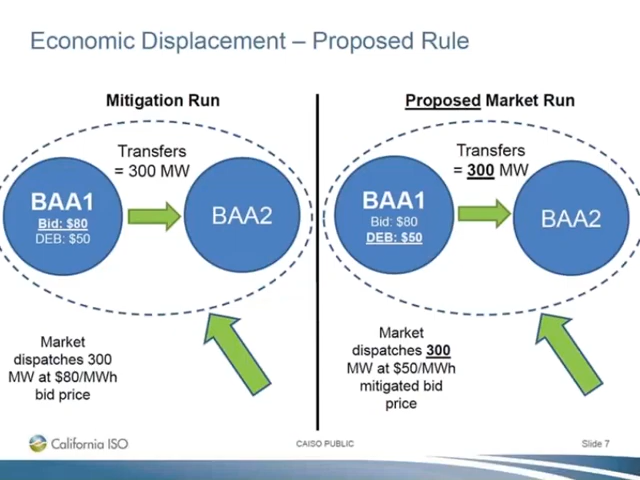 Economic Displacement – Proposed Rule
Mitigation Run
Transfers
= 300 MW
BAA1
Bid: $80
DEB: $50
BAA2
Market
dispatches 300
MW at $80/MWh
bid price
Proposed Market Run
Transfers
= 300 MW
BAA1
Bid: $80
DEB: $50
BAA2
Market
dispatches 300
MW at $50/MWh
mitigated bid
price
California ISO
CAISO PUBLIC
Slide 7